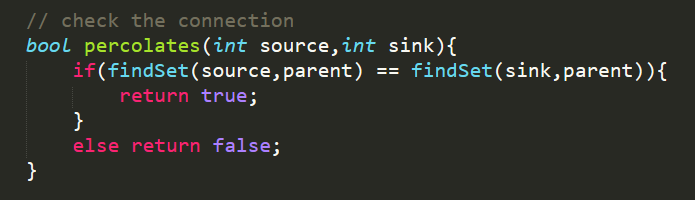 // check the connection
bool percolates(int source,int sink){
    if(findSet(source,parent) == findSet(sink,parent)){
        return true;
    }
    else return false;
}